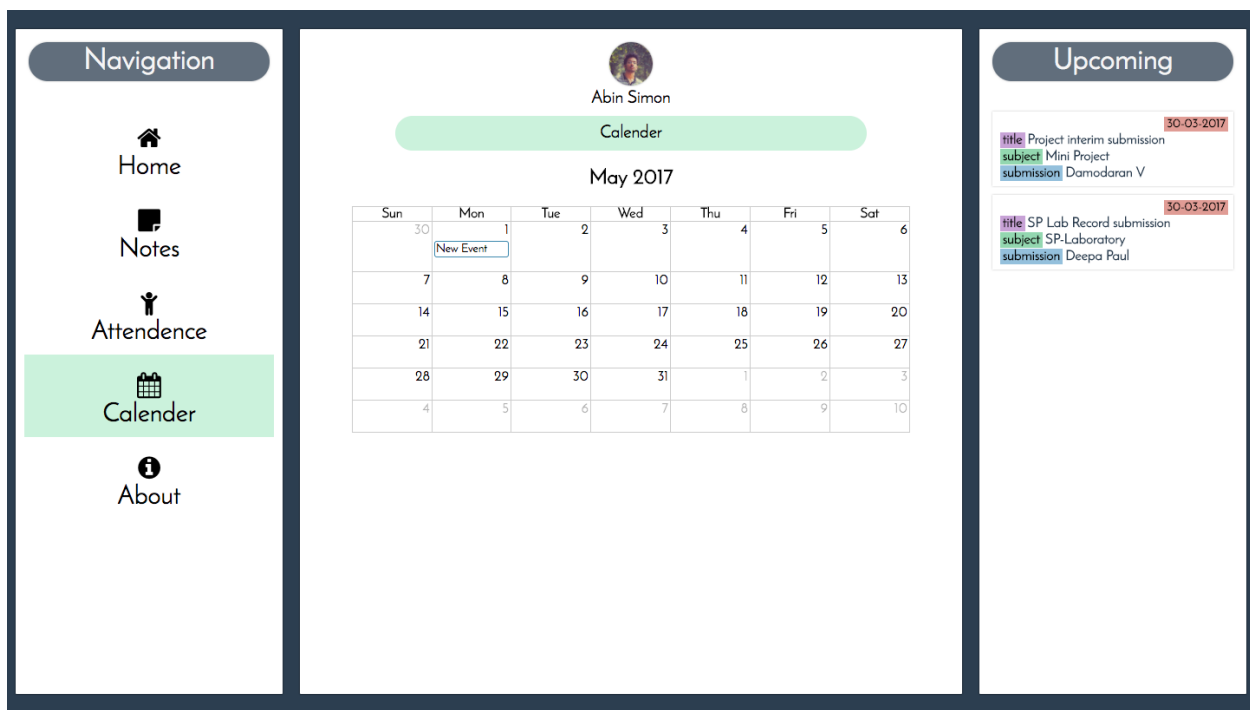 Navigation
Home
Notes
Attendence
Calender
About
Abin Simon
Calender
May 2017
Sun Mon Tue Wed Thu Fri Sat
30 1 2 3 4 5 6
New Event
7 8 9 10 11 12 13
14 15 16 17 18 19 20
21 22 23 24 25 26 27
28 29 30 31 1 2 3
4 5 6 7 8 9 10
Upcoming
30-03-2017
title Project interim submission
subject Mini Project
submission Damodaran V
30-03-2017
title SP Lab Record submission
subject SP-Laboratory
submission Deepa Paul